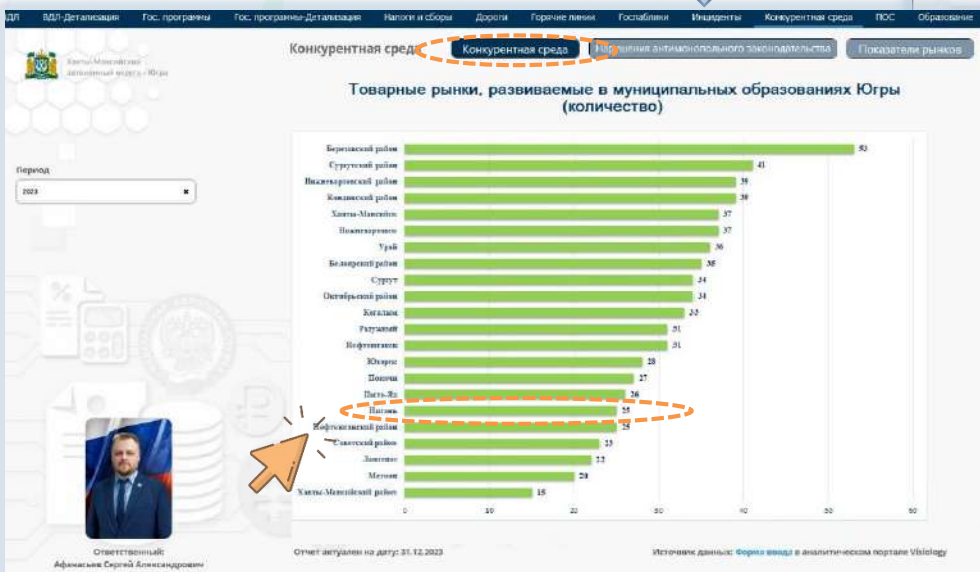 ВДЛ-Детализация Гос. программы Гос. программы-Детализация Налоги и сборы Дороги Горячие линии Госпаблики Инциденты Конкурентная среда ПОС Образование
Конкурентная среда Конкурентная среда Нарушения антимонопольного законодательства Показатели рынков
Ханты-Мансийский
автономный округ – Югра
Товарные рынки, развиваемые в муниципальных образованиях Югры
(количество)
Период
2023
Березовский район 53
Сургутский район 41
Нижневартовский район 39
Кондинский район 39
Ханты-Мансийск 37
Нижневартовск 37
Урай 36
Белоярский район 35
Сургут 34
Октябрьский район 34
Когалым 33
Радужный 31
Нефтеюганск 31
Югорск 28
Покачи 27
Пыть-Ях 26
Нягань 25
Нефтеюганский район 25
Советский район 23
Лангепас 22
Мегион 20
Ханты-Мансийский район 15
0 10 20 30 40 50 60
Ответственный:
Афанасьев Сергей Александрович
Отчет актуален на дату: 31.12.2023
Источник данных: Форма ввода в аналитическом портале Visiology